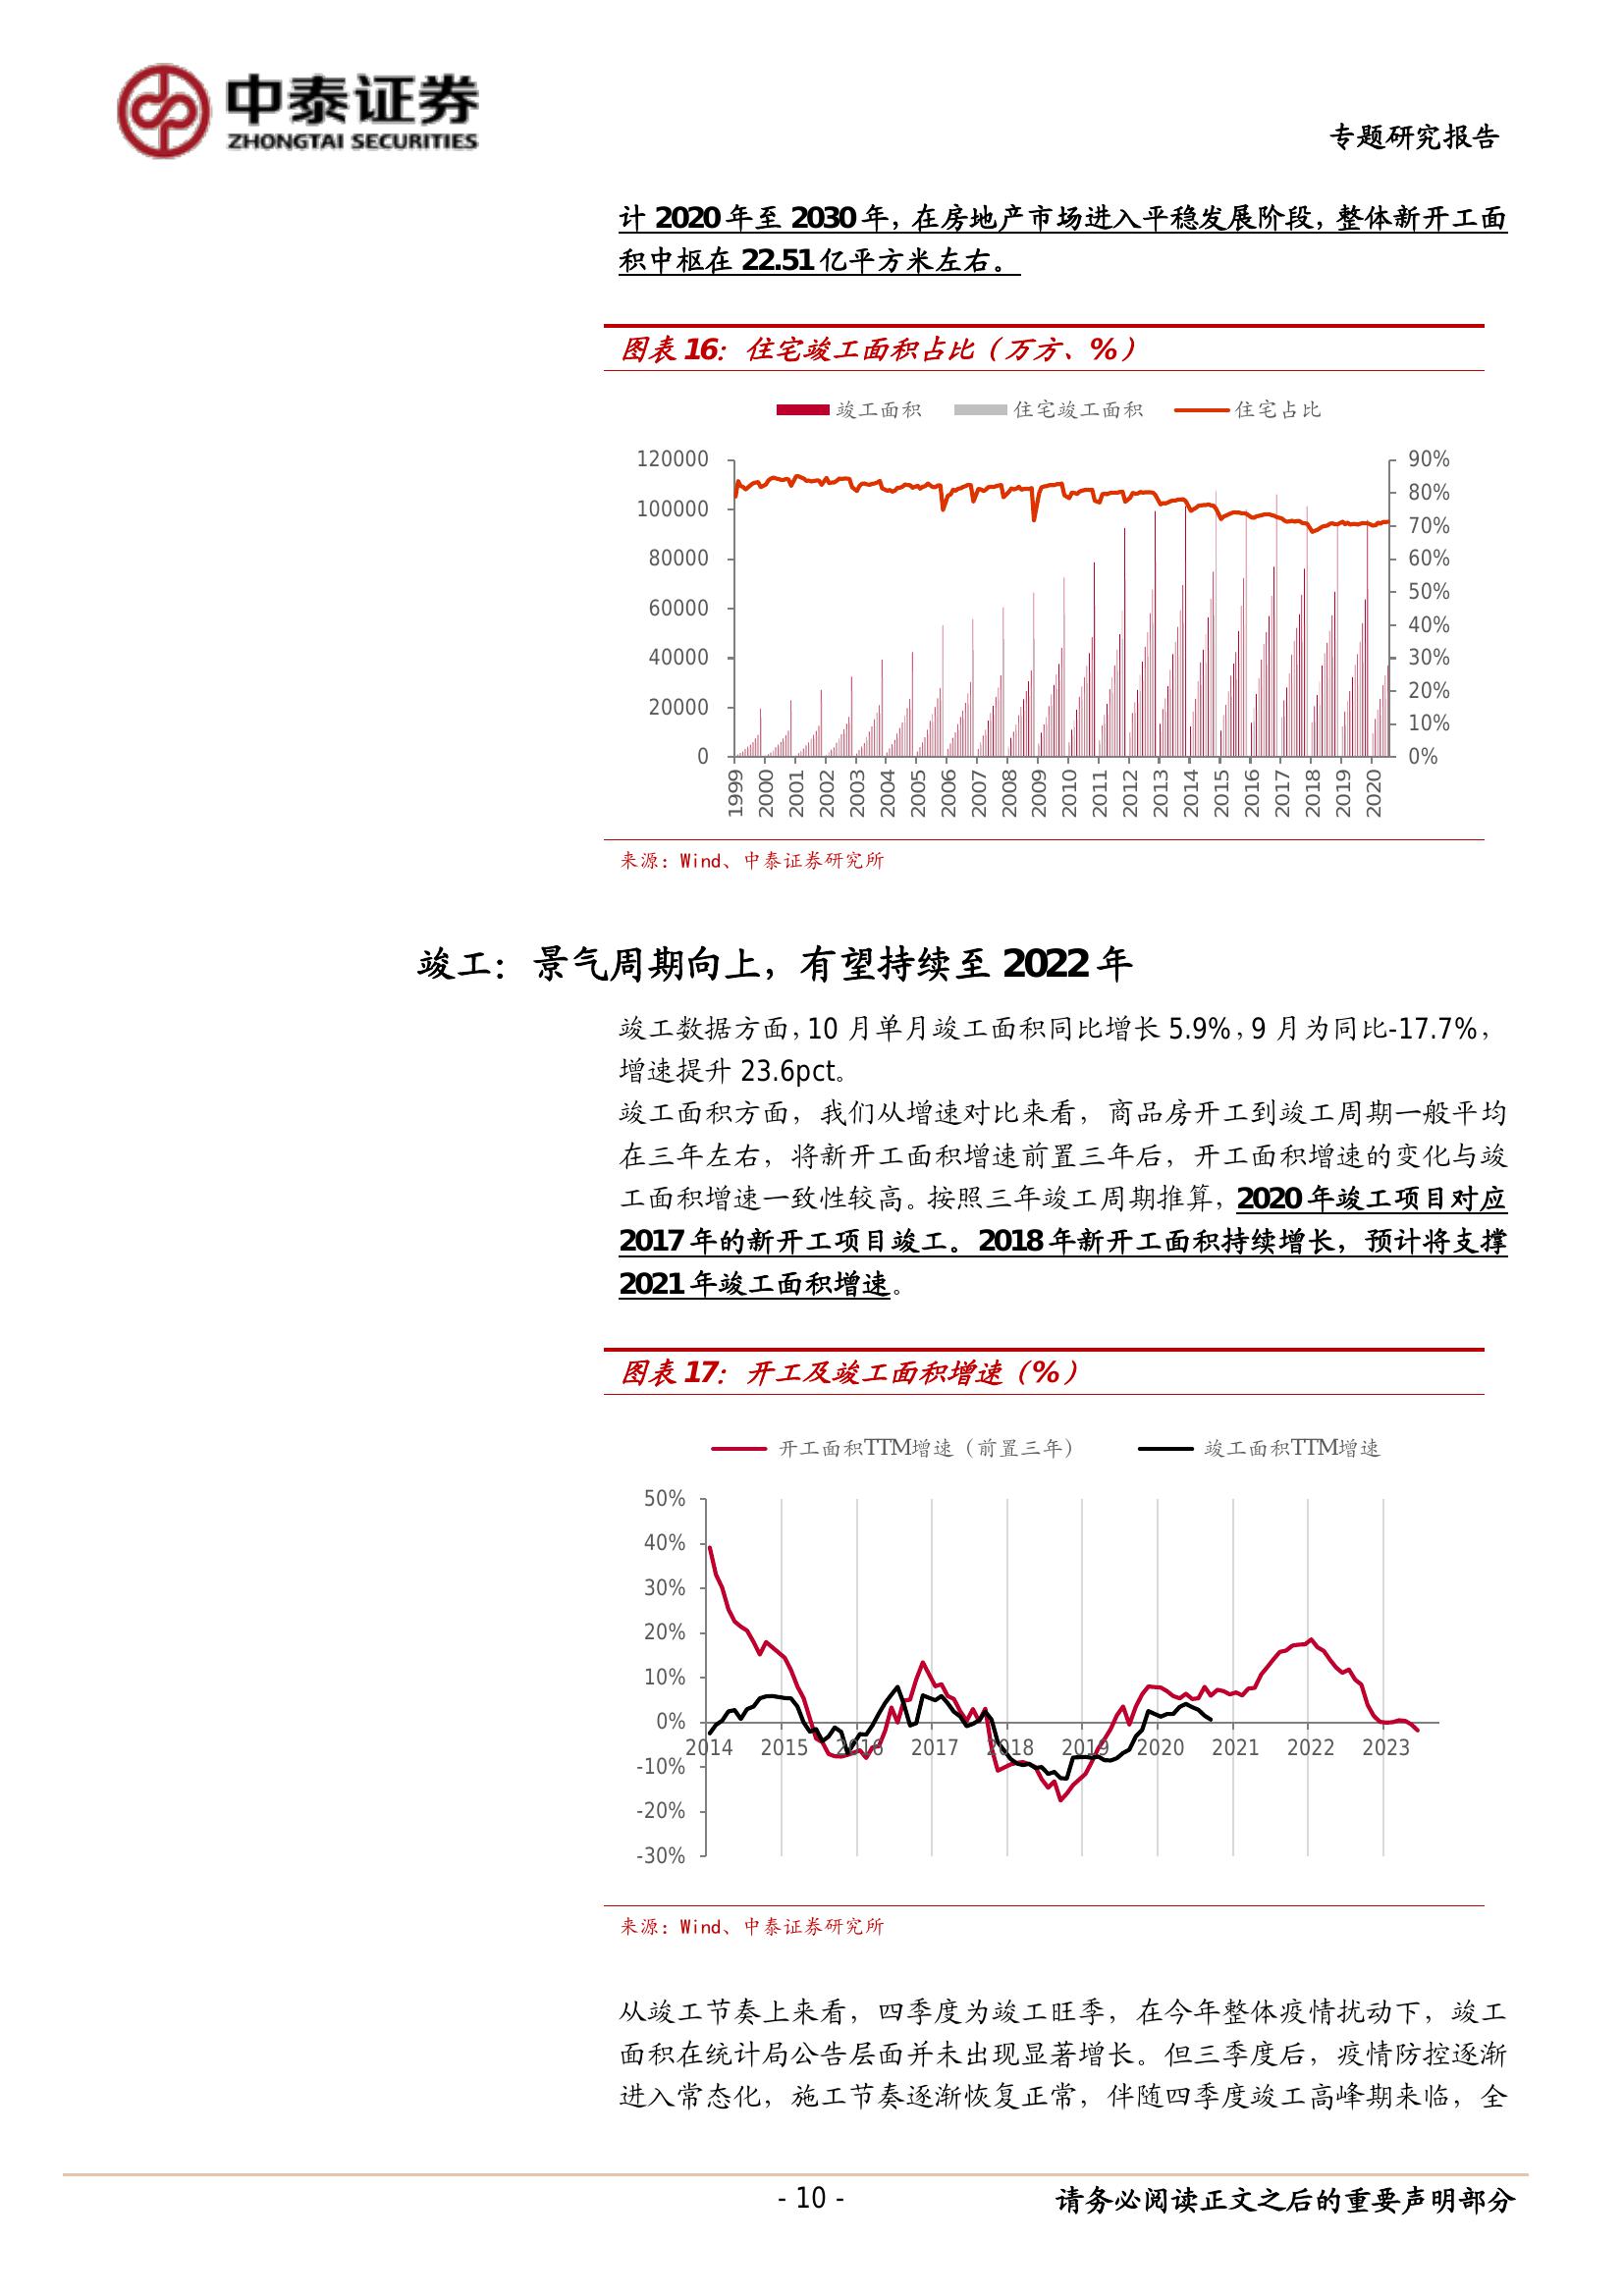 中泰证券
ZHONGTAI SECURITIES
专题研究报告
计 2020 年至 2030 年，在房地产市场进入平稳发展阶段，整体新开工面
积中枢在 22.51 亿平方米左右。
图表 16：住宅竣工面积占比（万方、%）
竣工面积 住宅竣工面积 住宅占比
120000
100000
80000
60000
40000
20000
0
90%
80%
70%
60%
50%
40%
30%
20%
10%
0%
1999 2000 2001 2002 2003 2004 2005 2006 2007 2008 2009 2010 2011 2012 2013 2014 2015 2016 2017 2018 2019 2020
来源：Wind、中泰证券研究所
竣工：景气周期向上，有望持续至 2022 年
竣工数据方面，10 月单月竣工面积同比增长 5.9%，9 月为同比-17.7%，
增速提升 23.6pct。
竣工面积方面，我们从增速对比来看，商品房开工到竣工周期一般平均
在三年左右，将新开工面积增速前置三年后，开工面积增速的变化与竣
工面积增速一致性较高。按照三年竣工周期推算，2020 年竣工项目对应
2017 年的新开工项目竣工。2018 年新开工面积持续增长，预计将支撑
2021 年竣工面积增速。
图表 17：开工及竣工面积增速（%）
开工面积TTM增速（前置三年） 竣工面积TTM增速
50%
40%
30%
20%
10%
0%
-10%
-20%
-30%
2014 2015 2016 2017 2018 2019 2020 2021 2022 2023
来源：Wind、中泰证券研究所
从竣工节奏上来看，四季度为竣工旺季，在今年整体疫情扰动下，竣工
面积在统计局公告层面并未出现显著增长。但三季度后，疫情防控逐渐
进入常态化，施工节奏逐渐恢复正常，伴随四季度竣工高峰期来临，全
- 10 -
请务必阅读正文之后的重要声明部分